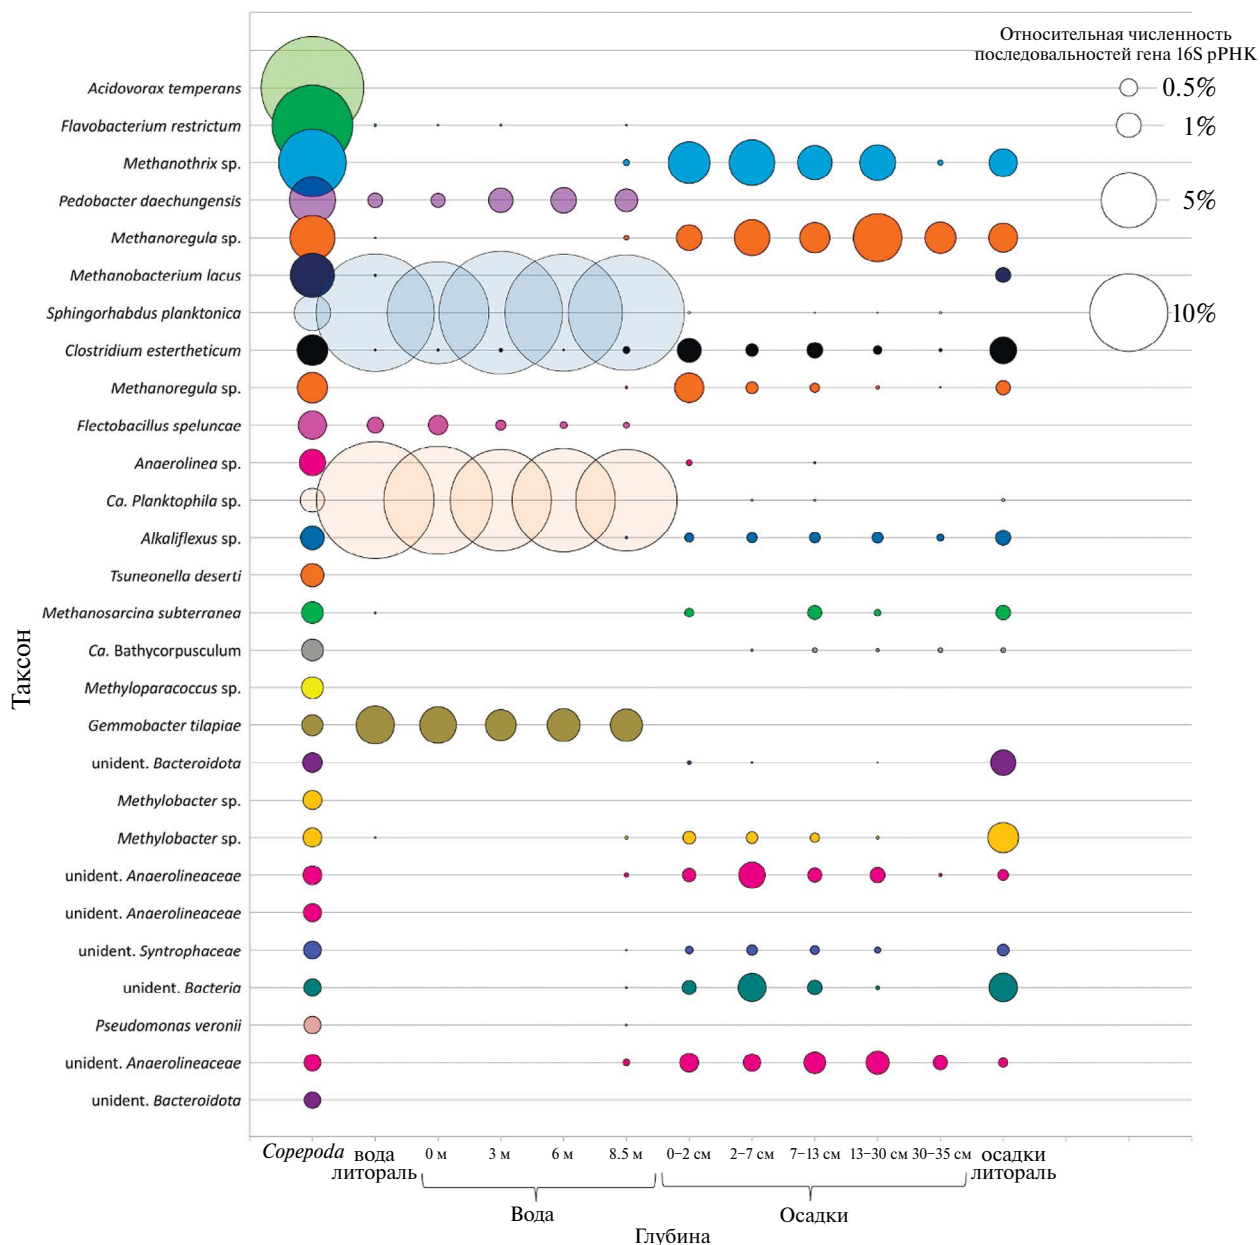 Относительная численность
последовальностей гена 16S рРНК
0.5%
1%
5%
10%
Таксон
Acidovorax temperans
Flavobacterium restrictum
Methanothrix sp.
Pedobacter daechungensis
Methanoregula sp.
Methanobacterium lacus
Sphingorhabdus planktonica
Clostridium estertheticum
Methanoregula sp.
Flectobacillus speluncae
Anaerolinea sp.
Ca. Planktophila sp.
Alkaliflexus sp.
Tsuneonella deserti
Methanosarcina subterranea
Ca. Bathycorpusculum
Methyloparacoccus sp.
Gemmobacter tilapiae
unident. Bacteroidota
Methylobacter sp.
Methylobacter sp.
unident. Anaerolineaceae
unident. Anaerolineaceae
unident. Syntrophaceae
unident. Bacteria
Pseudomonas veronii
unident. Anaerolineaceae
unident. Bacteroidota
Copepoda вода 0 м 3 м 6 м 8.5 м 0−2 см 2−7 см 7−13 см 13−30 см 30−35 см осадки
литораль литораль
Вода Осадки
Глубина